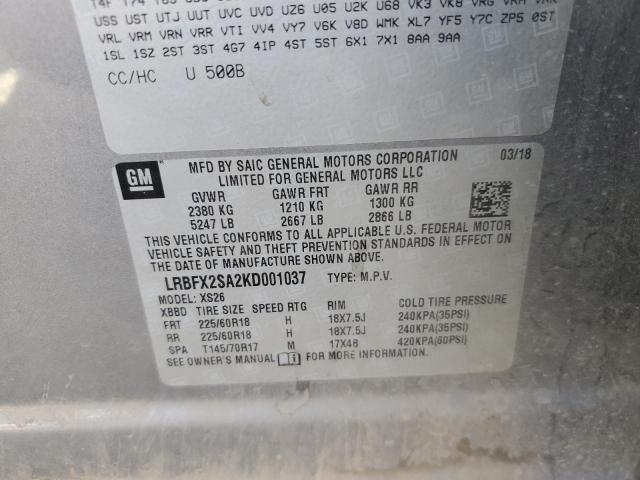 USS UST UTJ UUT UVC UVD UZ6 U05 U2K U68 VK3 VK8 VRG VRH VRK
VRL VRM VRN VRR VTI VV4 VY7 V6K V8D WMK XL7 YF5 Y7C ZP5 0ST
1SL 1SZ 2ST 3ST 4G7 4IP 4ST 5ST 6X1 7X1 8AA 9AA
CC/HC U 500B
GM
MFD BY SAIC GENERAL MOTORS CORPORATION 03/18
LIMITED FOR GENERAL MOTORS LLC
GVWR GAWR FRT GAWR RR
2380 KG 1210 KG 1300 KG
5247 LB 2667 LB 2866 LB
THIS VEHICLE CONFORMS TO ALL APPLICABLE U.S. FEDERAL MOTOR
VEHICLE SAFETY AND THEFT PREVENTION STANDARDS IN EFFECT ON
THE DATE OF MANUFACTURE SHOWN ABOVE.
LRBFX2SA2KD001037 TYPE: M.P.V.
MODEL: XS26
XBBD TIRE SIZE SPEED RTG RIM COLD TIRE PRESSURE
FRT 225/60R18 H 18X7.5J 240KPA(35PSI)
RR 225/60R18 H 18X7.5J 240KPA(35PSI)
SPA T145/70R17 M 17X4B 420KPA(60PSI)
SEE OWNER'S MANUAL FOR MORE INFORMATION.